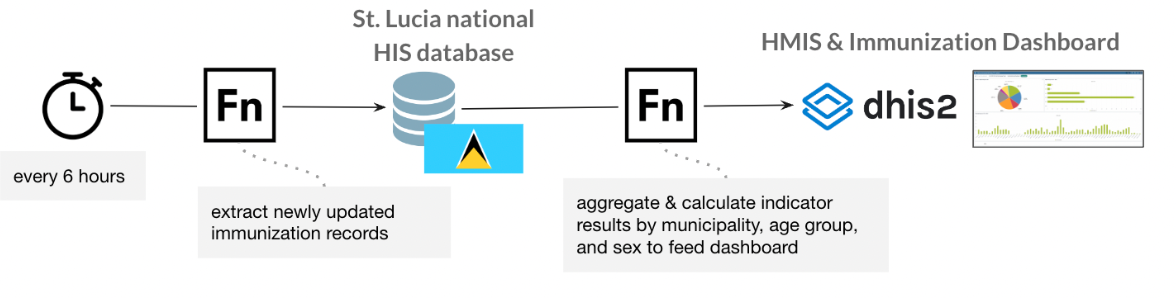 St. Lucia national
HIS database
HMIS & Immunization Dashboard
Fn
Fn
dhis2
every 6 hours
extract newly updated
immunization records
aggregate & calculate indicator
results by municipality, age group,
and sex to feed dashboard